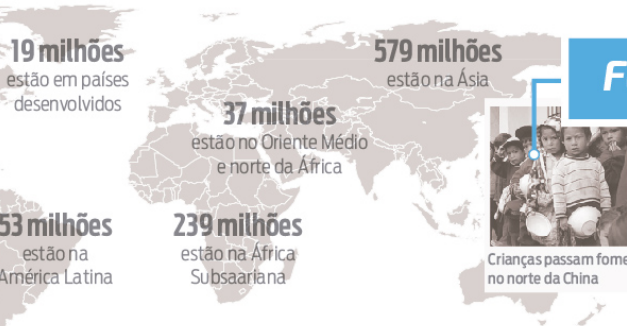 19 milhões
estão em países
desenvolvidos
579 milhões
estão na Ásia
37 milhões
estão no Oriente Médio
e norte da África
53 milhões
estão na
América Latina
239 milhões
estão na África
Subsaariana
Crianças passam fome
no norte da China